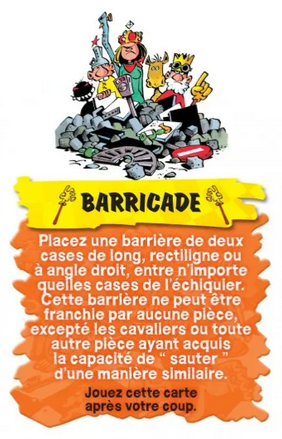 BARRICADE
Placez une barrière de deux
cases de long, rectiligne ou
à angle droit, entre n'importe
quelles cases de l'échiquier.
Cette barrière ne peut être
franchie par aucune pièce,
excepté les cavaliers ou toute
autre pièce ayant acquis
la capacité de " sauter "
d'une manière similaire.
Jouez cette carte
après votre coup.